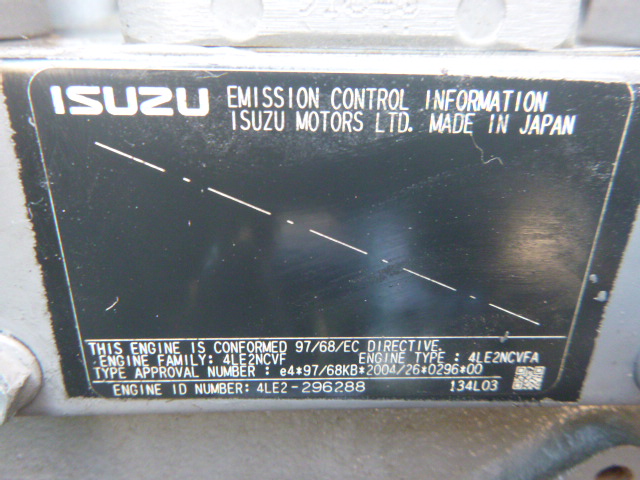 ISUZU EMISSION CONTROL INFORMATION
ISUZU MOTORS LTD. MADE IN JAPAN
THIS ENGINE IS CONFORMED 97/68/EC DIRECTIVE.
ENGINE FAMILY: 4LE2NCVF ENGINE TYPE : 4LE2NCVFA
TYPE APPROVAL NUMBER : e4*97/68KB*2004/26*0296*00
ENGINE ID NUMBER: 4LE2-296288 134L03